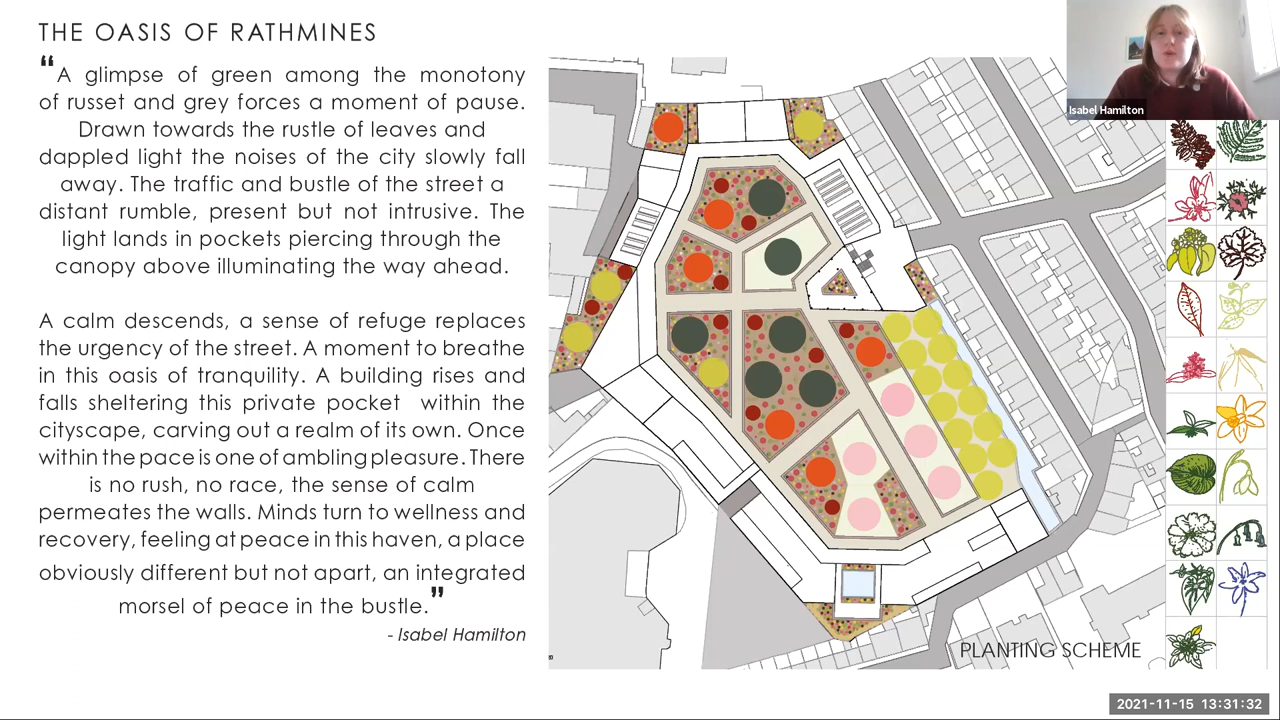 THE OASIS OF RATHMINES
“A glimpse of green among the monotony
of russet and grey forces a moment of pause.
Drawn towards the rustle of leaves and
dappled light the noises of the city slowly fall
away. The traffic and bustle of the street a
distant rumble, present but not intrusive. The
light lands in pockets piercing through the
canopy above illuminating the way ahead.
A calm descends, a sense of refuge replaces
the urgency of the street. A moment to breathe
in this oasis of tranquility. A building rises and
falls sheltering this private pocket within the
cityscape, carving out a realm of its own. Once
within the pace is one of ambling pleasure. There
is no rush, no race, the sense of calm
permeates the walls. Minds turn to wellness and
recovery, feeling at peace in this haven, a place
obviously different but not apart, an integrated
morsel of peace in the bustle.”
- Isabel Hamilton
Isabel Hamilton
PLANTING SCHEME
2021-11-15 13:31:32